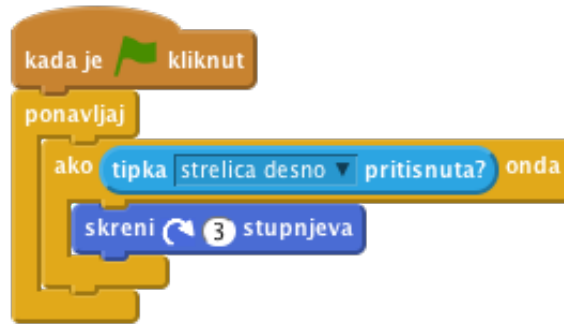 kada je kliknut
ponavljaj
ako tipka strelica desno pritisnuta? onda
skreni 3 stupnjeva